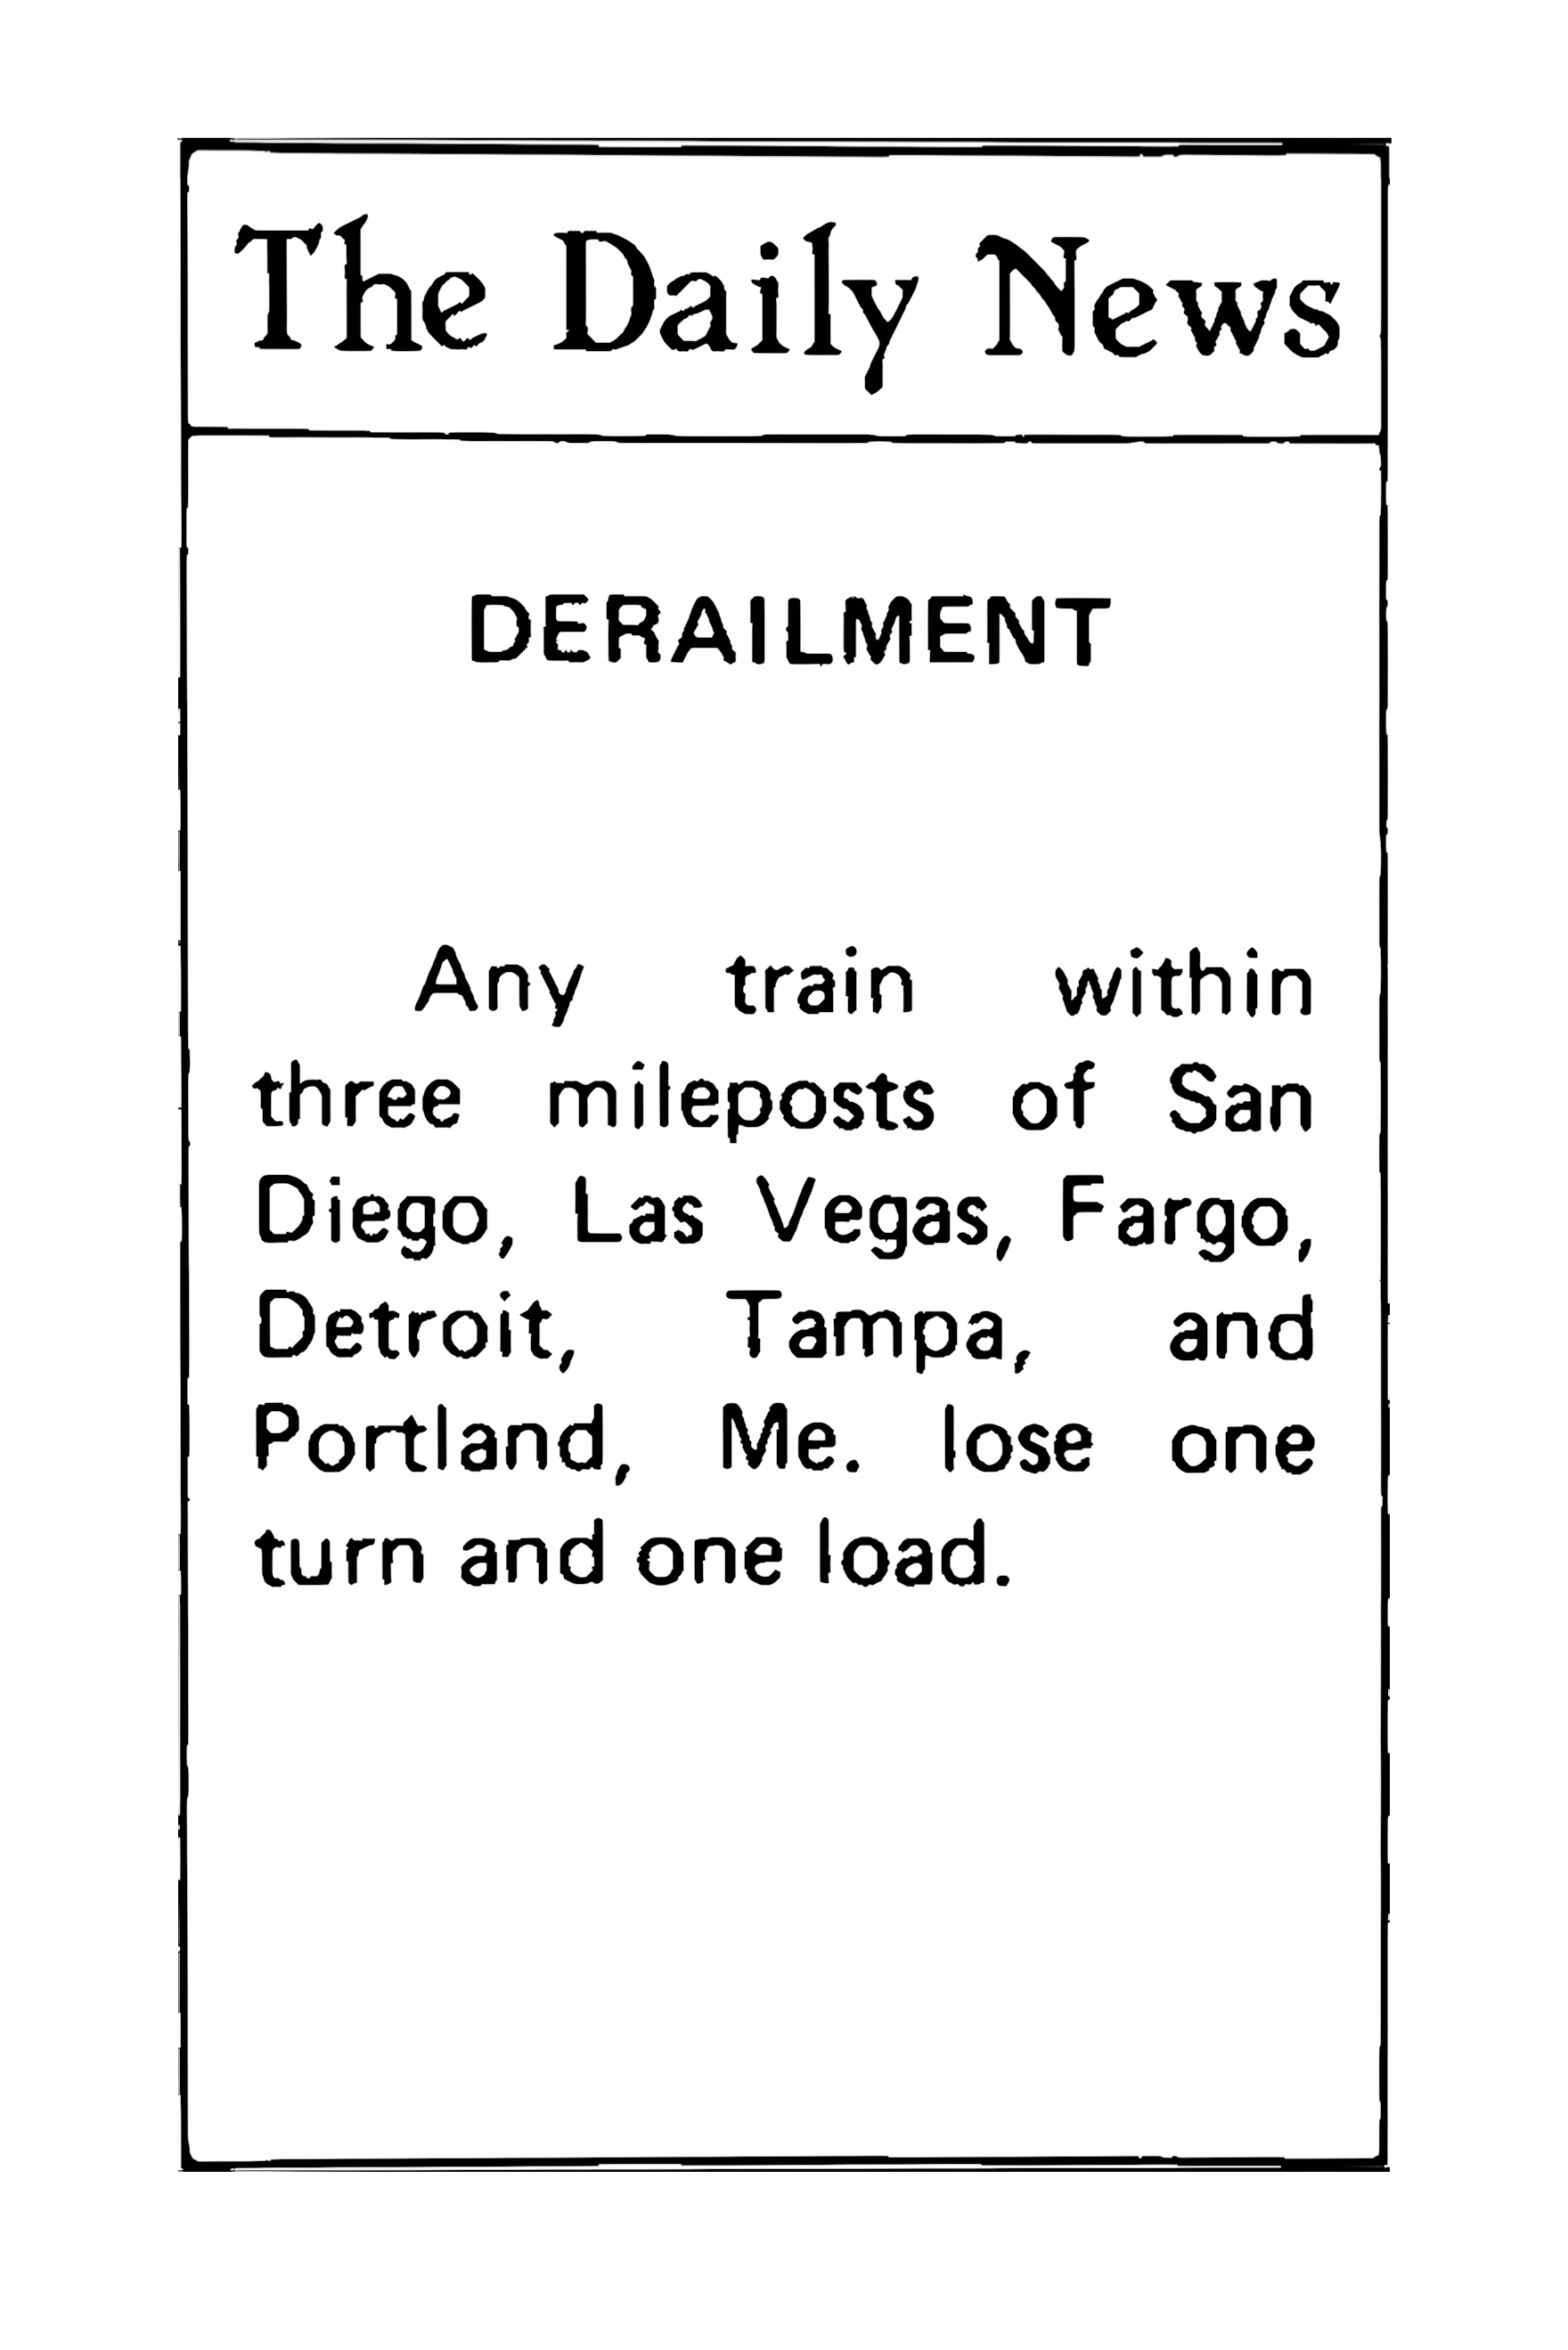 The Daily News
DERAILMENT
Any train within
three mileposts of San
Diego, Las Vegas, Fargo,
Detroit, Tampa, and
Portland, Me. lose one
turn and one load.